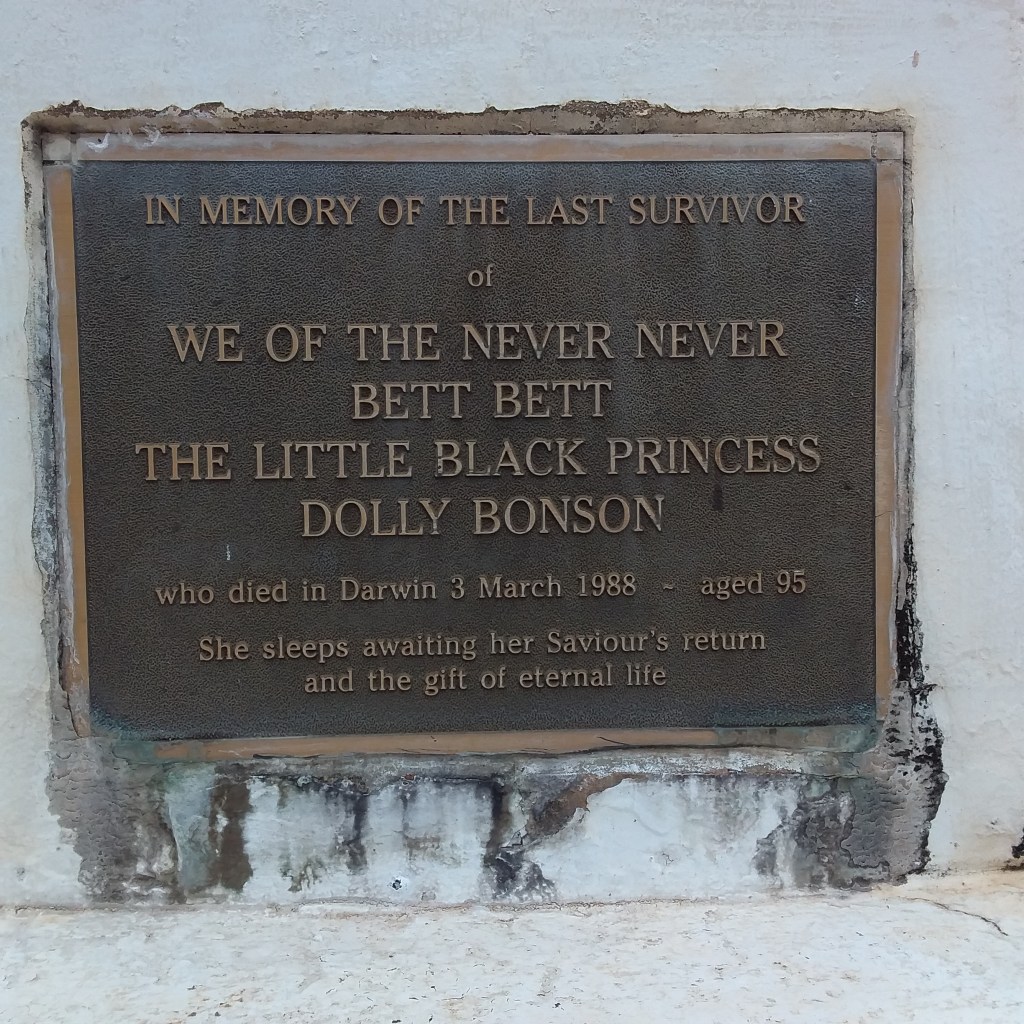 IN MEMORY OF THE LAST SURVIVOR
of
WE OF THE NEVER NEVER
BETT BETT
THE LITTLE BLACK PRINCESS
DOLLY BONSON
who died in Darwin 3 March 1988 ~ aged 95
She sleeps awaiting her Saviour's return
and the gift of eternal life